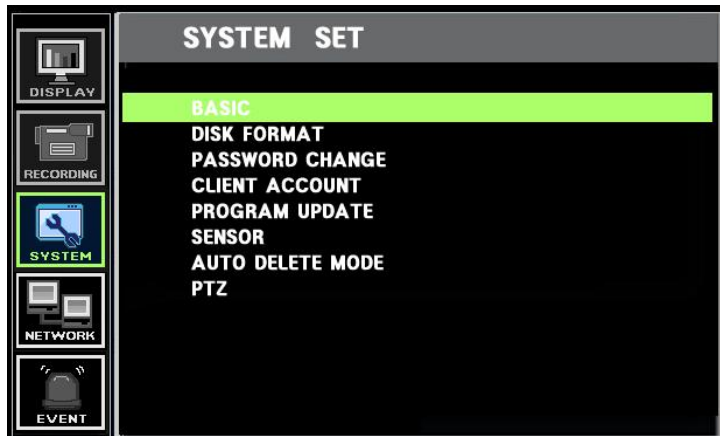 SYSTEM SET
DISPLAY
RECORDING
SYSTEM
NETWORK
EVENT
BASIC
DISK FORMAT
PASSWORD CHANGE
CLIENT ACCOUNT
PROGRAM UPDATE
SENSOR
AUTO DELETE MODE
PTZ